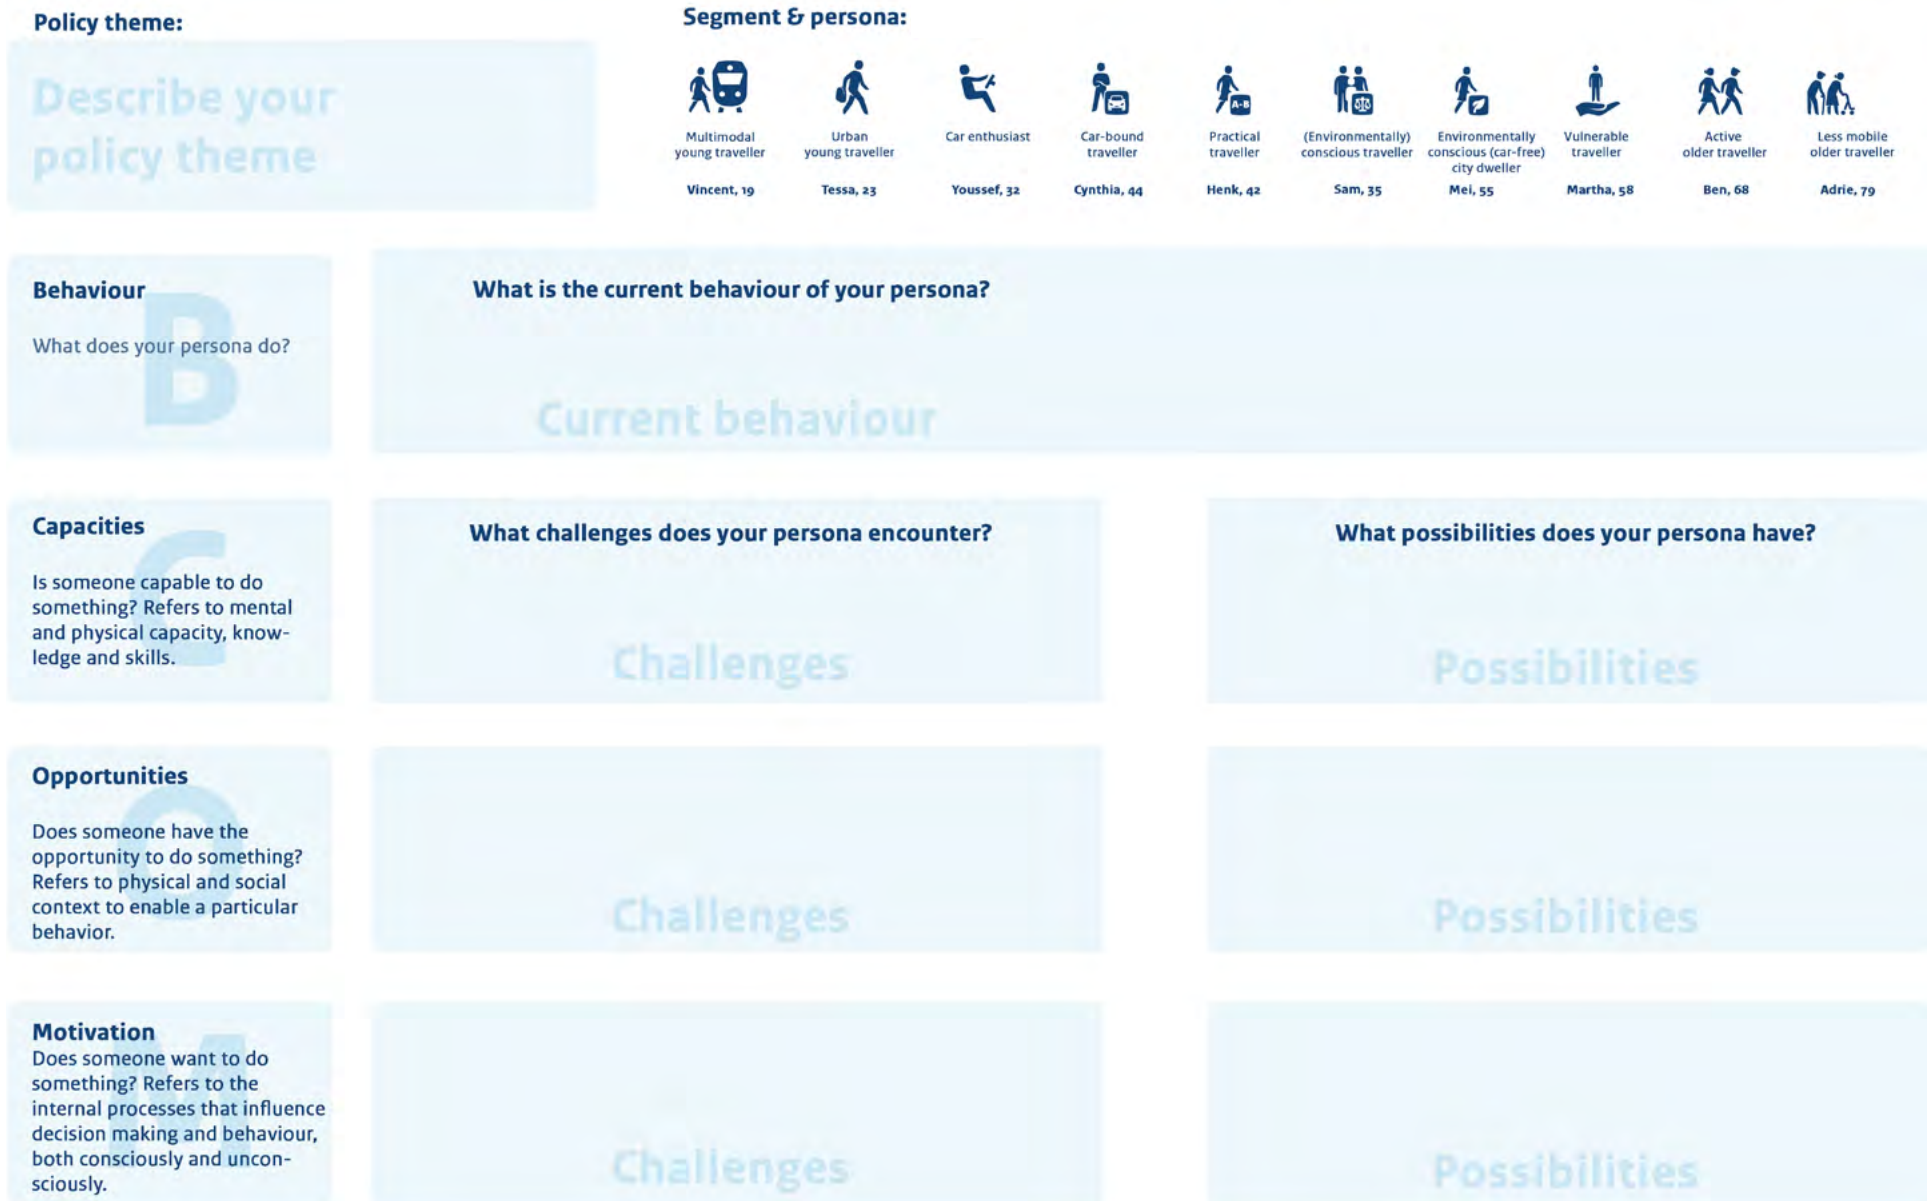 Policy theme:
Describe your
policy theme
Segment & persona:
A-B
Multimodal
young traveller
Vincent, 19
Urban
young traveller
Tessa, 23
Car enthusiast
Youssef, 32
Car-bound
traveller
Cynthia, 44
Practical
traveller
Henk, 42
(Environmentally)
conscious traveller
Sam, 35
Environmentally
conscious (car-free)
city dweller
Mei, 55
Vulnerable
traveller
Martha, 58
Active
older traveller
Ben, 68
Less mobile
older traveller
Adrie, 79
B
Behaviour
What does your persona do?
What is the current behaviour of your persona?
Current behaviour
C
Capacities
Is someone capable to do
something? Refers to mental
and physical capacity, know-
ledge and skills.
What challenges does your persona encounter?
Challenges
What possibilities does your persona have?
Possibilities
O
Opportunities
Does someone have the
opportunity to do something?
Refers to physical and social
context to enable a particular
behavior.
Challenges
Possibilities
M
Motivation
Does someone want to do
something? Refers to the
internal processes that influence
decision making and behaviour,
both consciously and uncon-
sciously.
Challenges
Possibilities